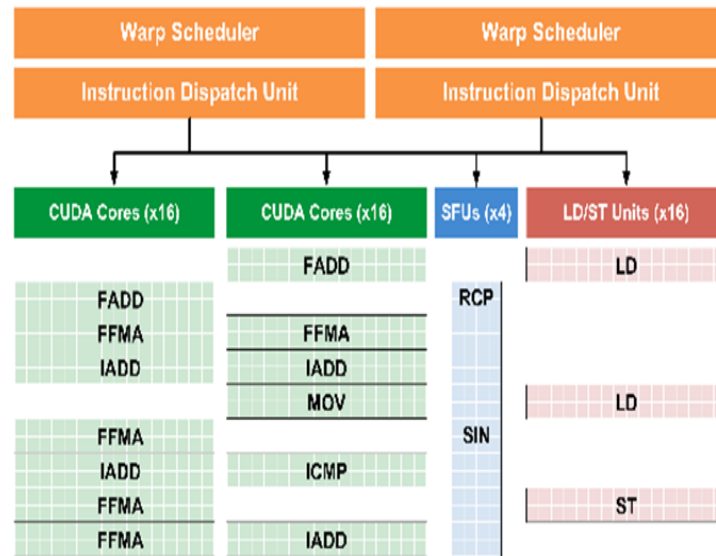 Warp Scheduler Warp Scheduler
Instruction Dispatch Unit Instruction Dispatch Unit
CUDA Cores (x16) CUDA Cores (x16) SFUs (x4) LD/ST Units (x16)
FADD LD
FADD RCP
FFMA FFMA
IADD IADD
MOV LD
FFMA SIN
IADD ICMP
FFMA ST
FFMA IADD